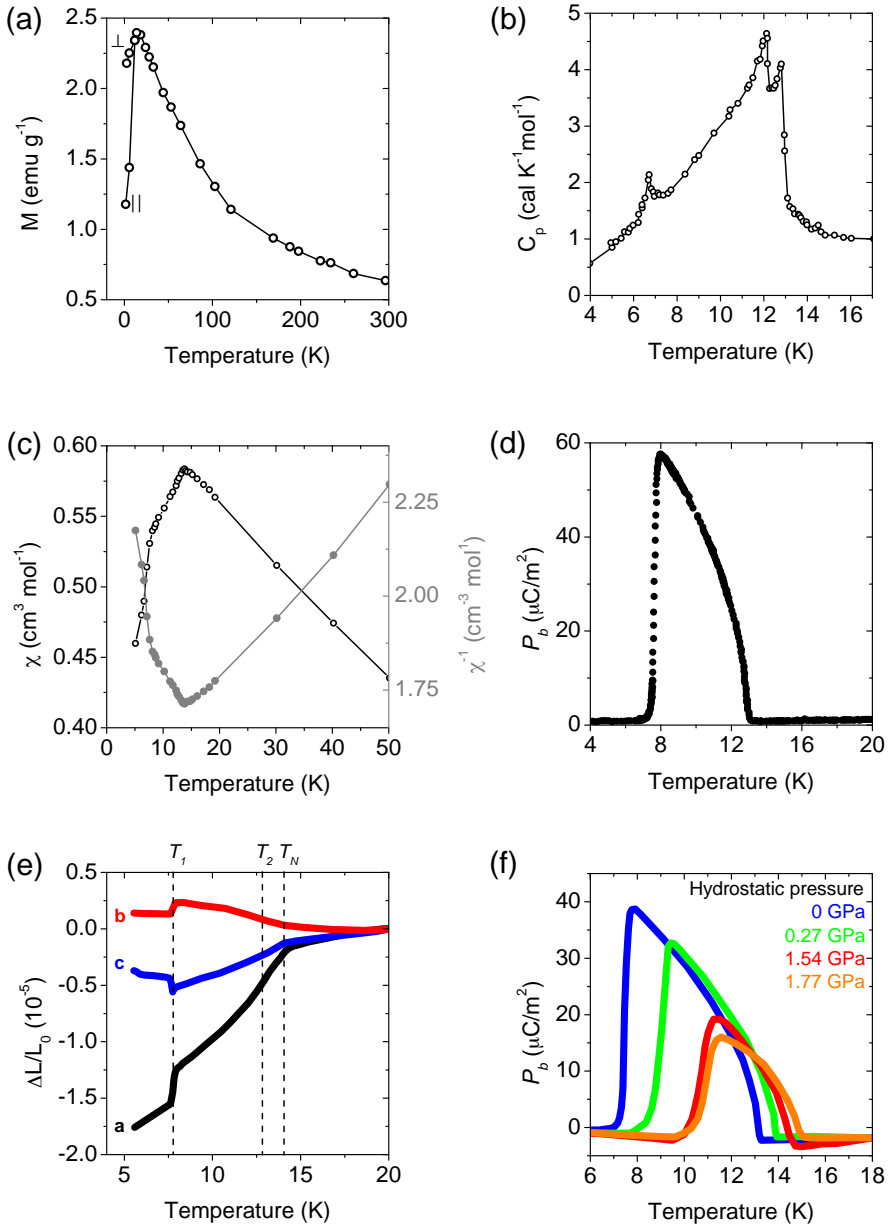 (a)
2.5
2.0
1.5
1.0
0.5
⊥
||
M (emu g⁻¹)
0 100 200 300
Temperature (K)
(b)
5
4
3
2
1
0
C_p (cal K⁻¹mol⁻¹)
4 6 8 10 12 14 16
Temperature (K)
(c)
0.60
0.55
0.50
0.45
0.40
χ (cm³ mol⁻¹)
2.25
2.00
1.75
χ⁻¹ (cm⁻³ mol¹)
0 10 20 30 40 50
Temperature (K)
(d)
60
40
20
0
P_b (μC/m²)
4 8 12 16 20
Temperature (K)
(e)
T₁ T₂ T_N
0.5
0.0
-0.5
-1.0
-1.5
-2.0
b
c
a
ΔL/L₀ (10⁻⁵)
5 10 15 20
Temperature (K)
(f)
Hydrostatic pressure
0 GPa
0.27 GPa
1.54 GPa
1.77 GPa
40
30
20
10
0
P_b (μC/m²)
6 8 10 12 14 16 18
Temperature (K)